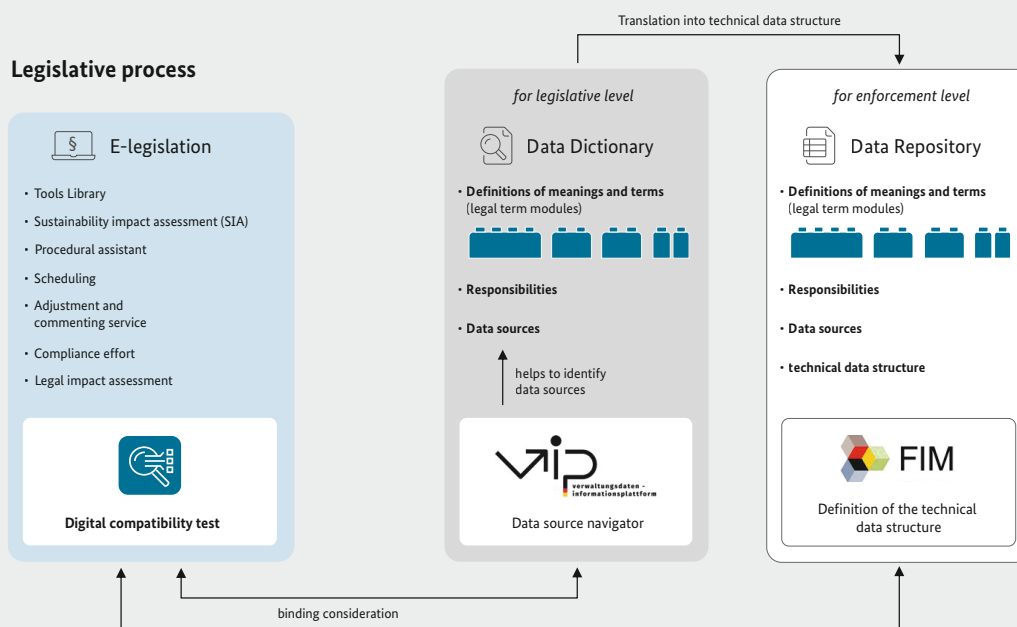 Translation into technical data structure
Legislative process
§ E-legislation
· Tools Library
· Sustainability impact assessment (SIA)
· Procedural assistant
· Scheduling
· Adjustment and
commenting service
· Compliance effort
· Legal impact assessment
Digital compatibility test
for legislative level
Data Dictionary
· Definitions of meanings and terms
(legal term modules)
· Responsibilities
· Data sources
helps to identify
data sources
vip
verwaltungsdaten -
informationsplattform
Data source navigator
for enforcement level
Data Repository
· Definitions of meanings and terms
(legal term modules)
· Responsibilities
· Data sources
· technical data structure
FIM
Definition of the technical
data structure
binding consideration